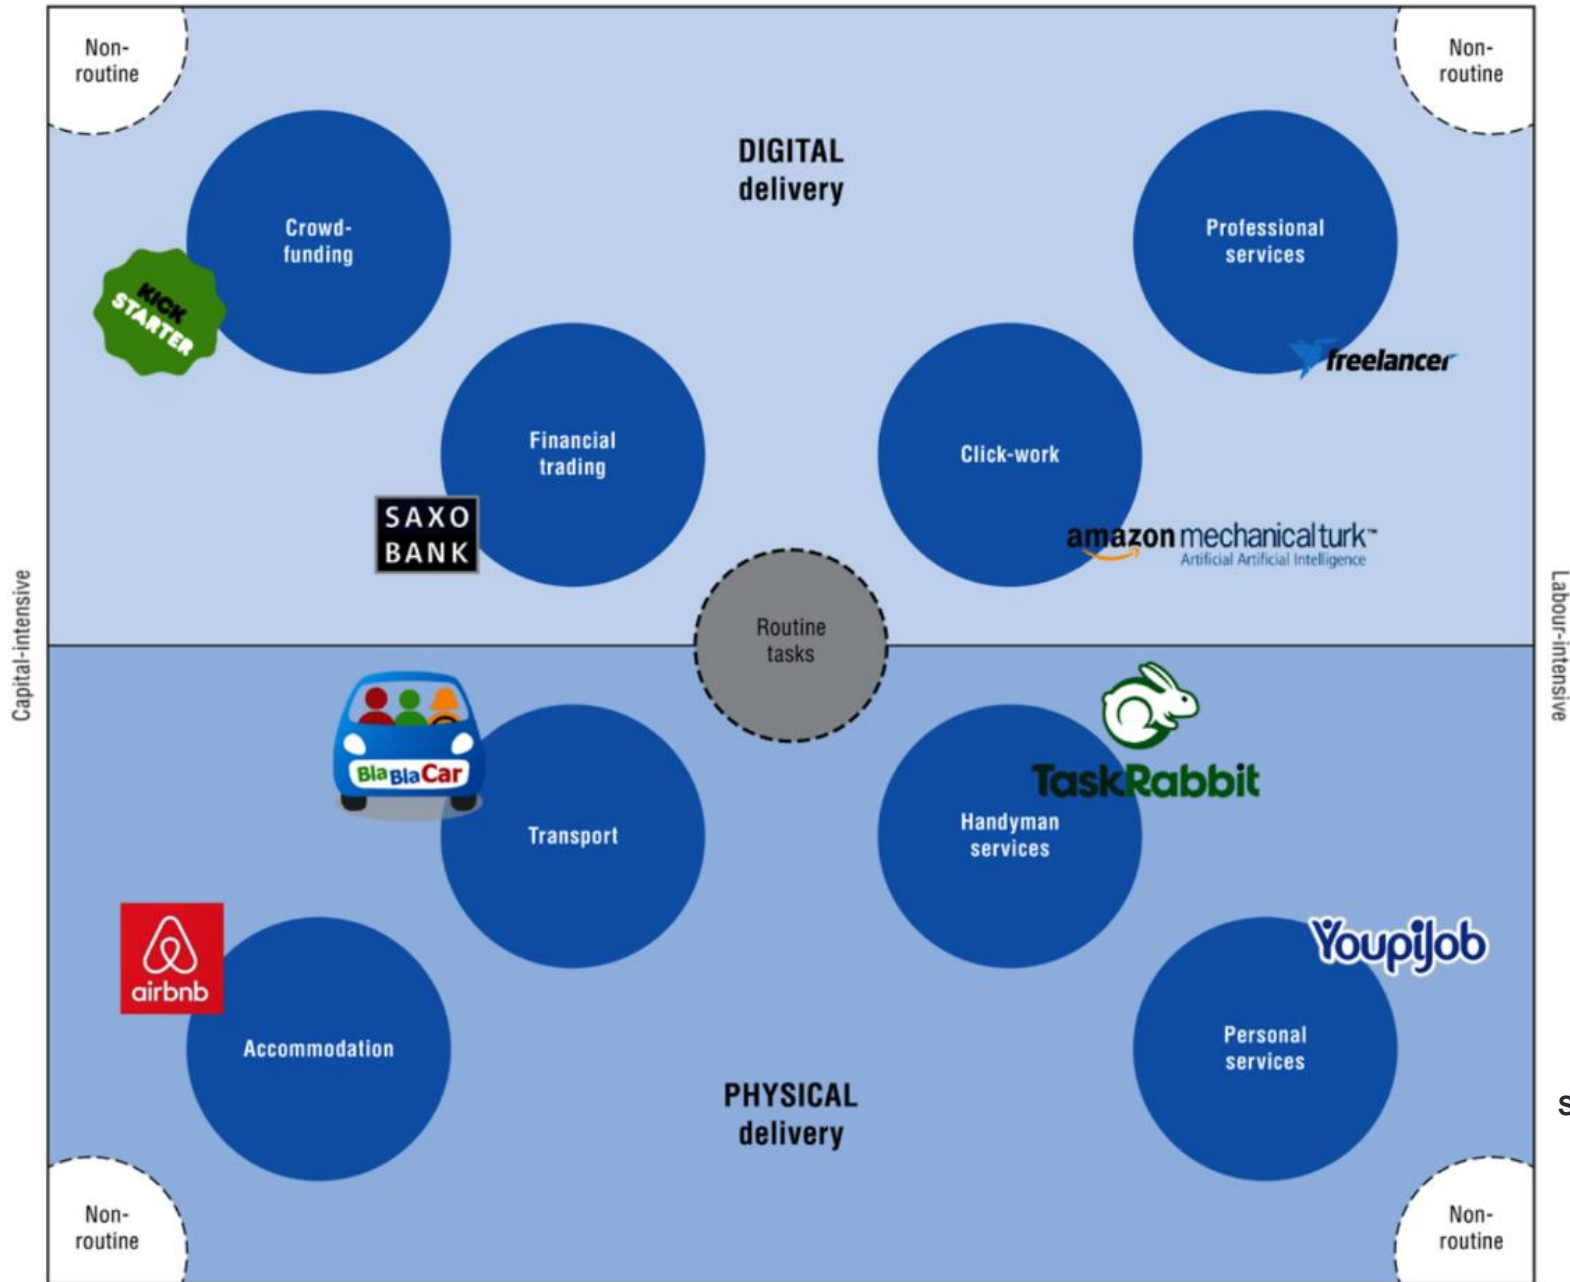 Non-
routine
Non-
routine
DIGITAL
delivery
Crowd-
funding
Professional
services
KICK
STARTER
freelancer
Financial
trading
Click-work
SAXO
BANK
amazon mechanical turk™
Artificial Artificial Intelligence
Capital-intensive
Labour-intensive
Routine
tasks
BlaBlaCar
TaskRabbit
Transport
Handyman
services
airbnb
YoupiJob
Accommodation
Personal
services
PHYSICAL
delivery
S
Non-
routine
Non-
routine